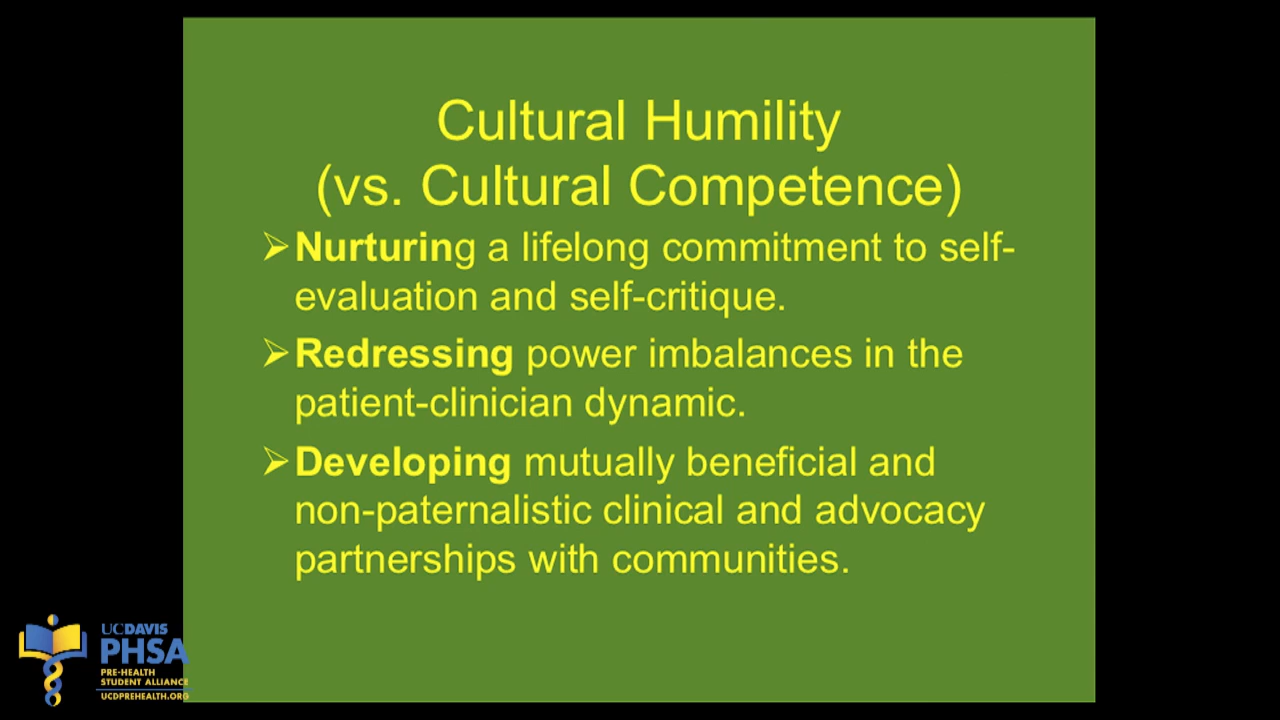 Cultural Humility
(vs. Cultural Competence)
➢Nurturing a lifelong commitment to self-
evaluation and self-critique.
➢Redressing power imbalances in the
patient-clinician dynamic.
➢Developing mutually beneficial and
non-paternalistic clinical and advocacy
partnerships with communities.
UCDAVIS
PHSA
PRE-HEALTH
STUDENT ALLIANCE
UCDPREHEALTH.ORG